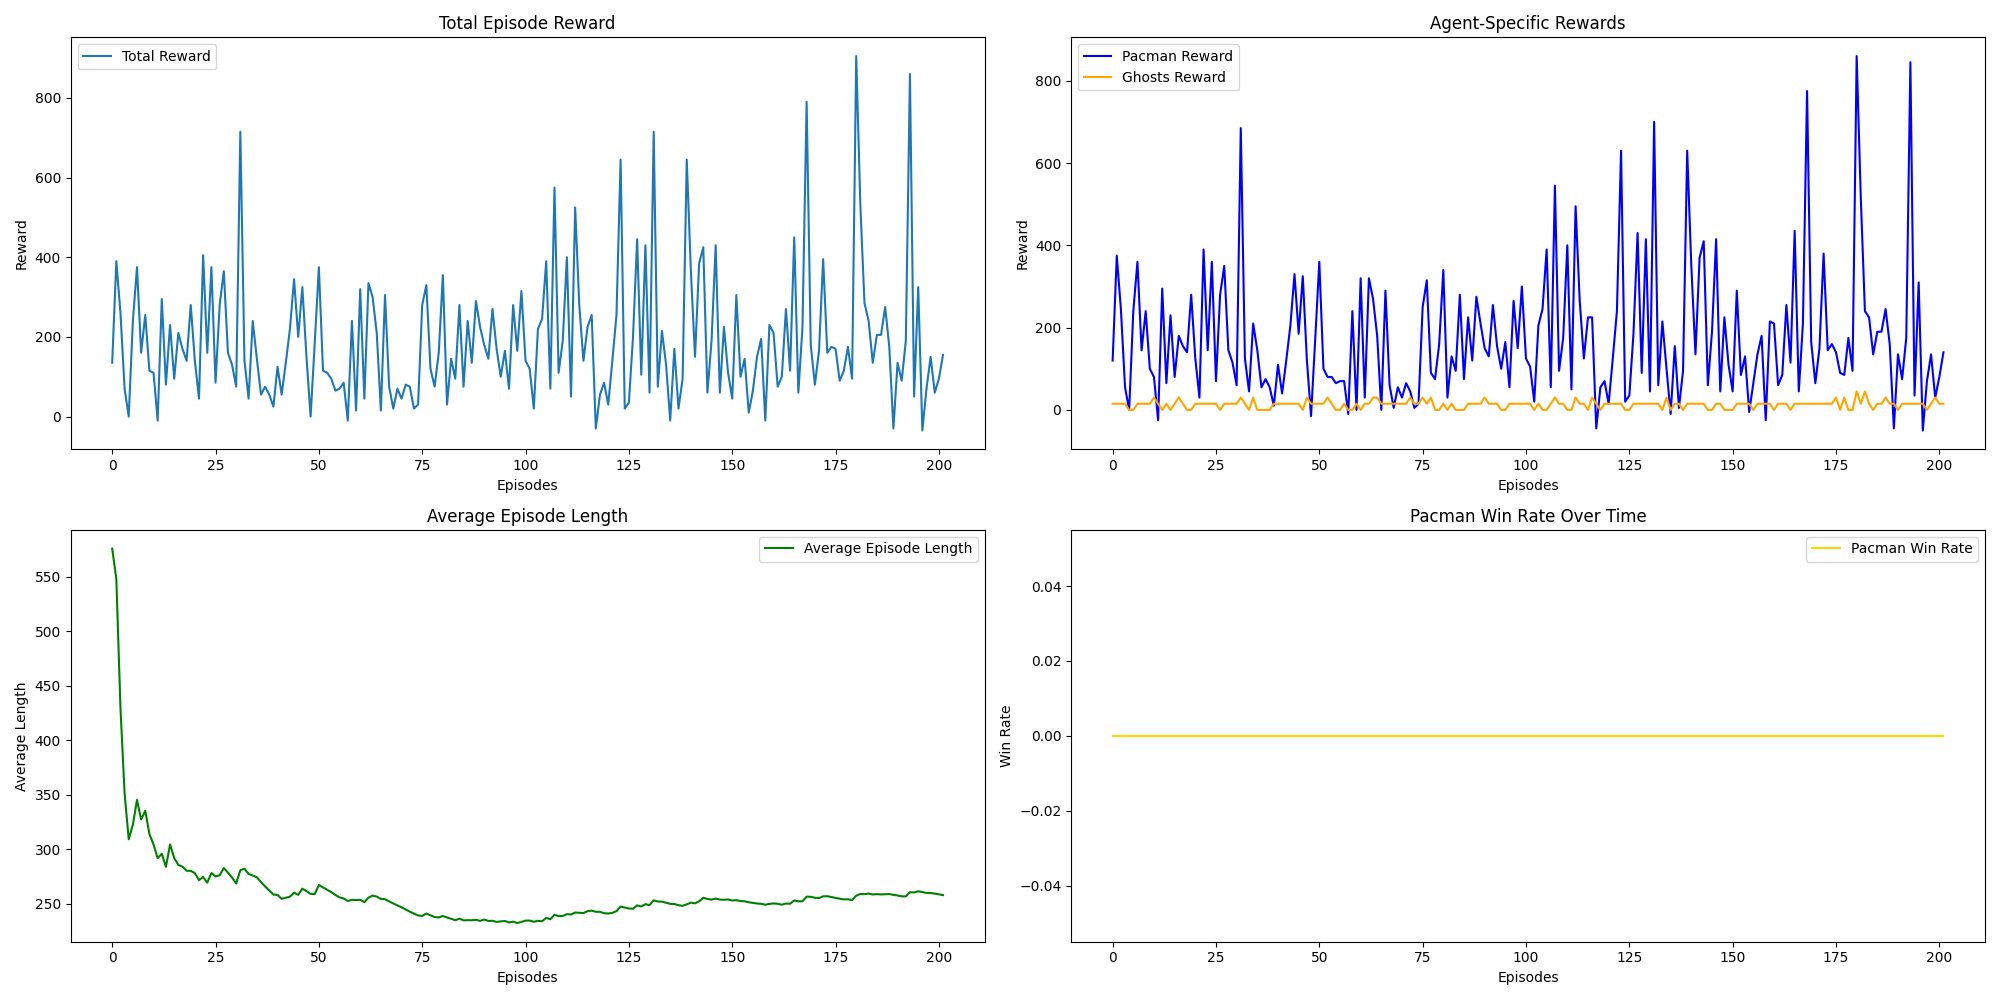 Total Episode Reward
Total Reward
Reward
800
600
400
200
0
0 25 50 75 100 125 150 175 200
Episodes
Agent-Specific Rewards
Pacman Reward
Ghosts Reward
Reward
800
600
400
200
0
0 25 50 75 100 125 150 175 200
Episodes
Average Episode Length
Average Episode Length
Average Length
550
500
450
400
350
300
250
0 25 50 75 100 125 150 175 200
Episodes
Pacman Win Rate Over Time
Pacman Win Rate
Win Rate
0.04
0.02
0.00
−0.02
−0.04
0 25 50 75 100 125 150 175 200
Episodes